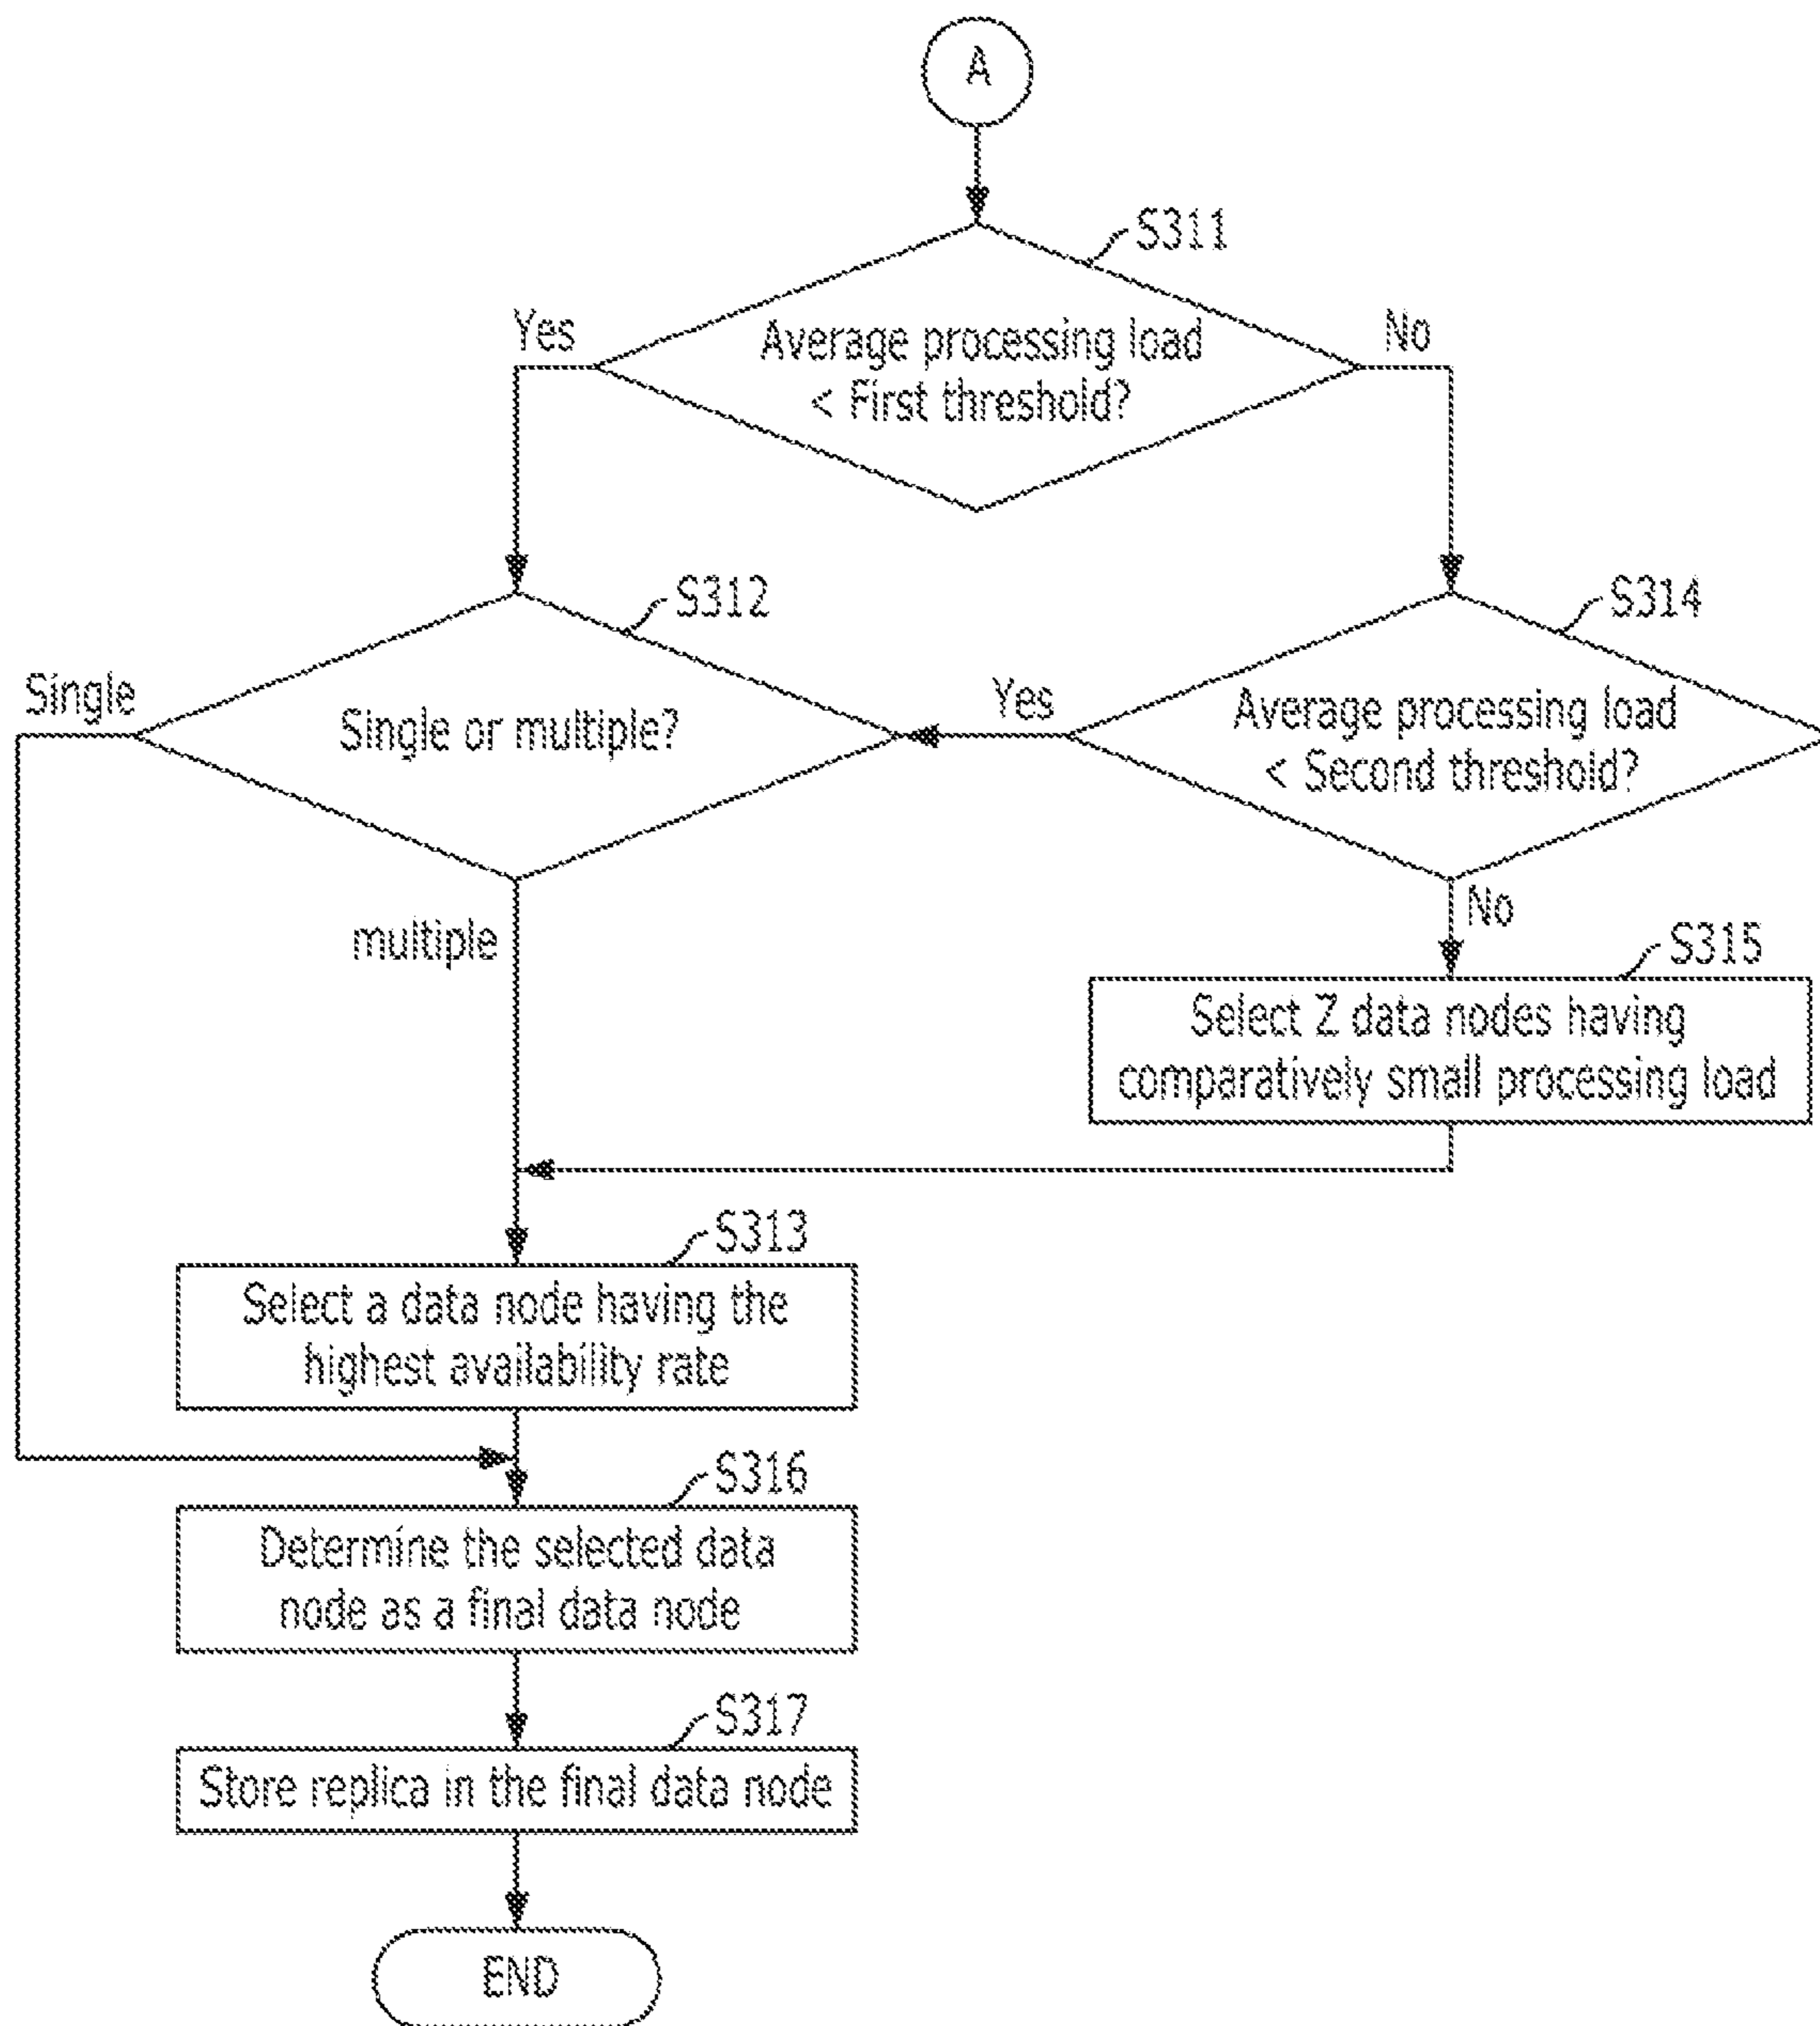 A
S311
Yes
Average processing load
< First threshold?
No
S312
S314
Single
Single or multiple?
Yes
Average processing load
< Second threshold?
multiple
No
S315
Select Z data nodes having
comparatively small processing load
S313
Select a data node having the
highest availability rate
S316
Determine the selected data
node as a final data node
S317
Store replica in the final data node
END